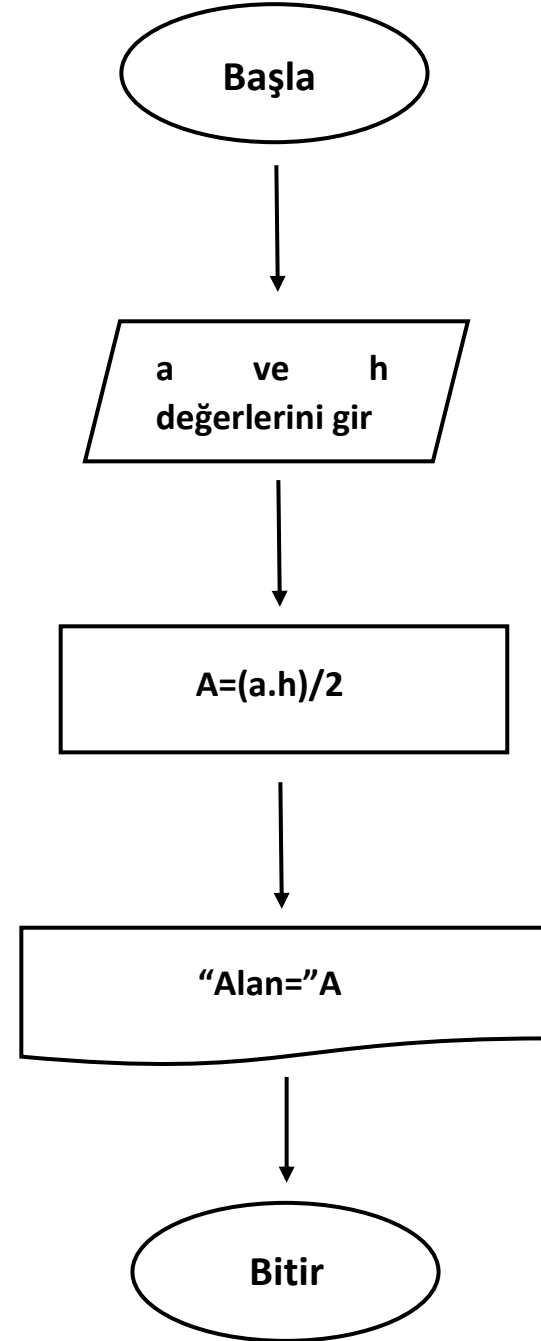 Başla
a ve h
değerlerini gir
A=(a.h)/2
“Alan=”A
Bitir